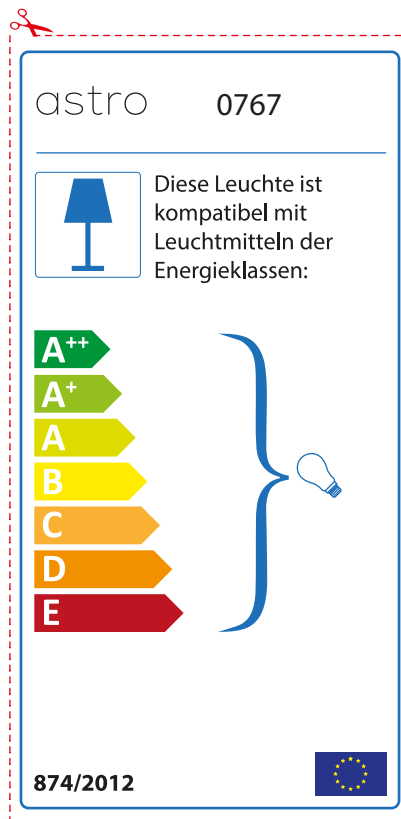 astro 0767
Diese Leuchte ist
kompatibel mit
Leuchtmitteln der
Energieklassen:
A++
A+
A
B
C
D
E
874/2012